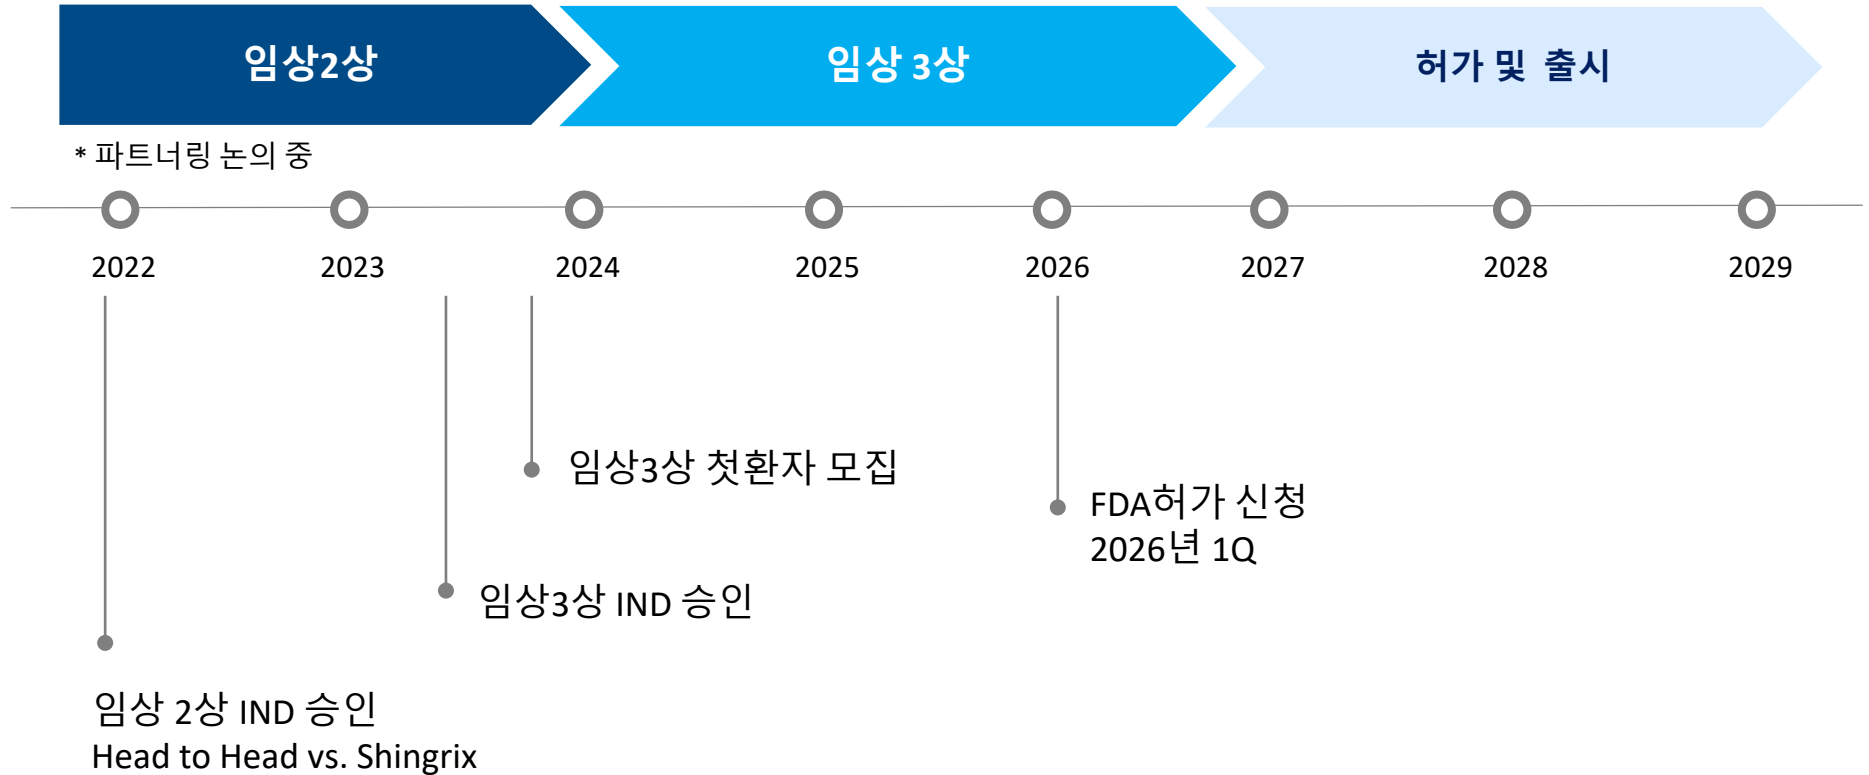 임상2상
임상 3상
허가 및 출시
* 파트너링 논의 중
2022
2023
2024
2025
2026
2027
2028
2029
임상3상 첫환자 모집
FDA허가 신청
2026년 1Q
임상3상 IND 승인
임상 2상 IND 승인
Head to Head vs. Shingrix